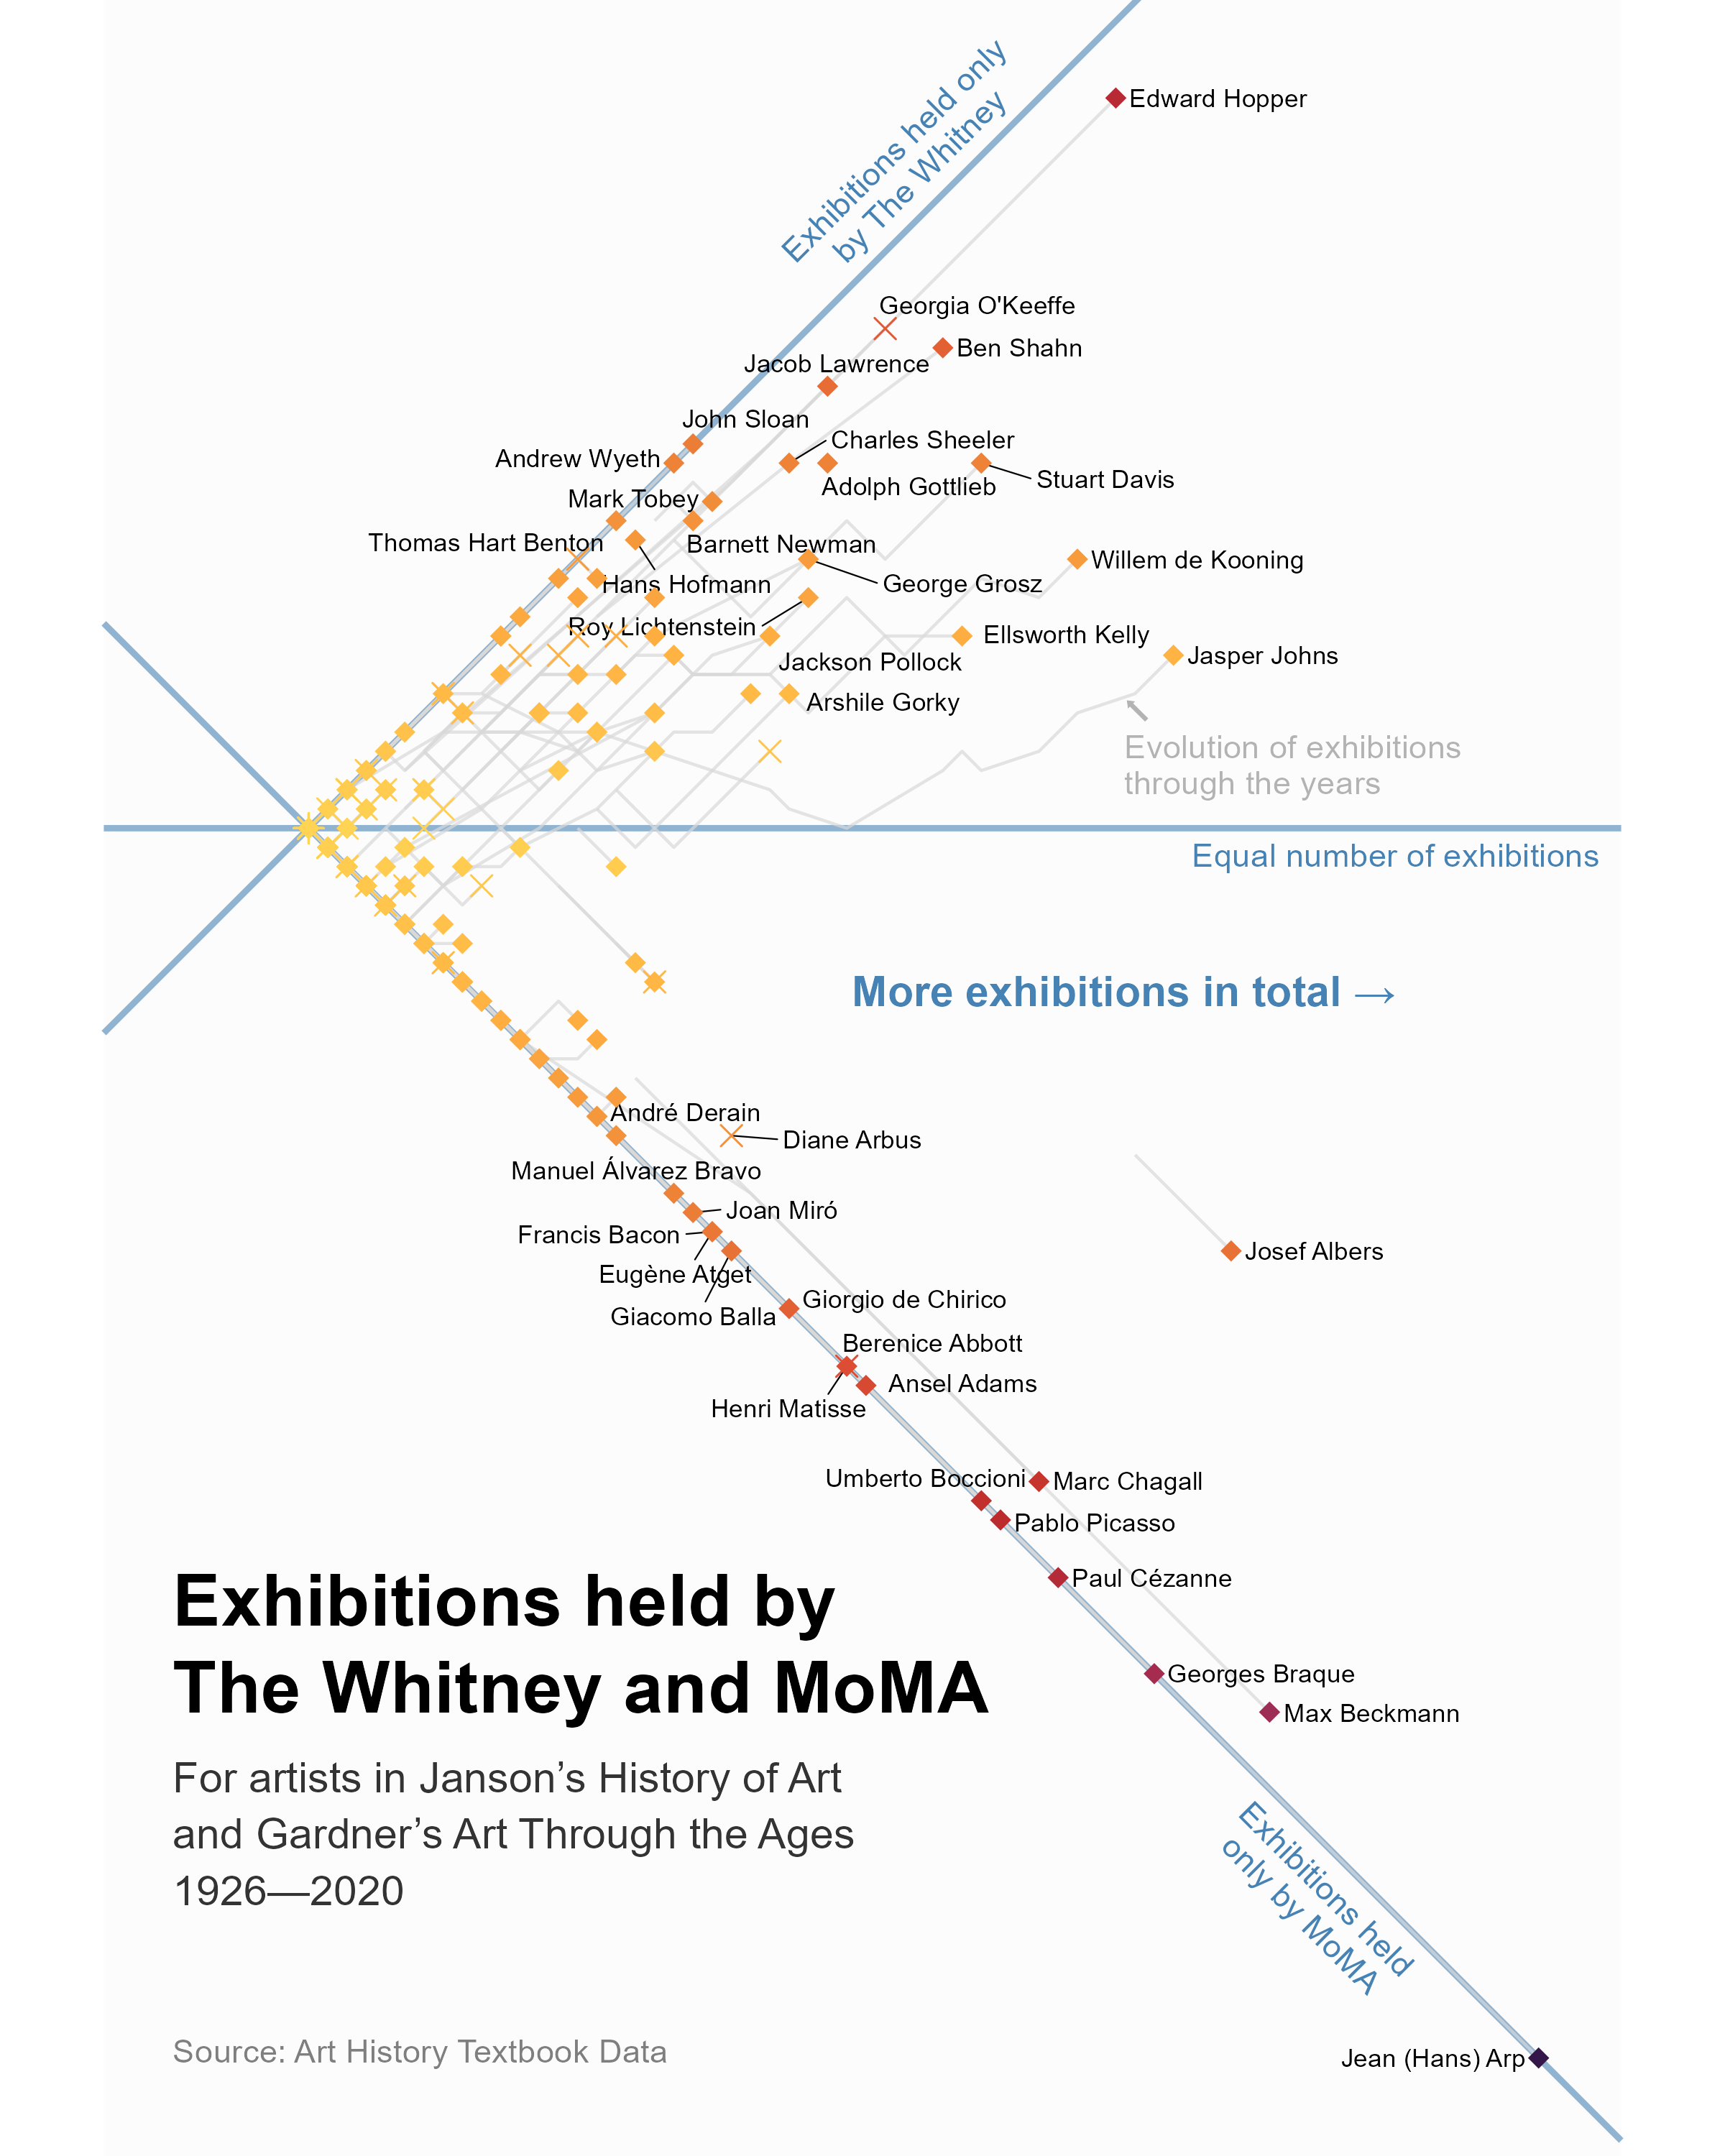 Exhibitions held only
by The Whitney
Edward Hopper
Georgia O'Keeffe
Ben Shahn
Jacob Lawrence
John Sloan
Charles Sheeler
Andrew Wyeth
Stuart Davis
Adolph Gottlieb
Mark Tobey
Thomas Hart Benton
Barnett Newman
Willem de Kooning
Hans Hofmann
George Grosz
Roy Lichtenstein
Ellsworth Kelly
Jasper Johns
Jackson Pollock
Arshile Gorky
Evolution of exhibitions
through the years
Equal number of exhibitions
More exhibitions in total →
André Derain
Diane Arbus
Manuel Álvarez Bravo
Joan Miró
Francis Bacon
Josef Albers
Eugène Atget
Giorgio de Chirico
Giacomo Balla
Berenice Abbott
Ansel Adams
Henri Matisse
Umberto Boccioni
Marc Chagall
Pablo Picasso
Paul Cézanne
Exhibitions held by
The Whitney and MoMA
Georges Braque
Max Beckmann
For artists in Janson’s History of Art
and Gardner’s Art Through the Ages
1926—2020
Exhibitions held
only by MoMA
Source: Art History Textbook Data
Jean (Hans) Arp